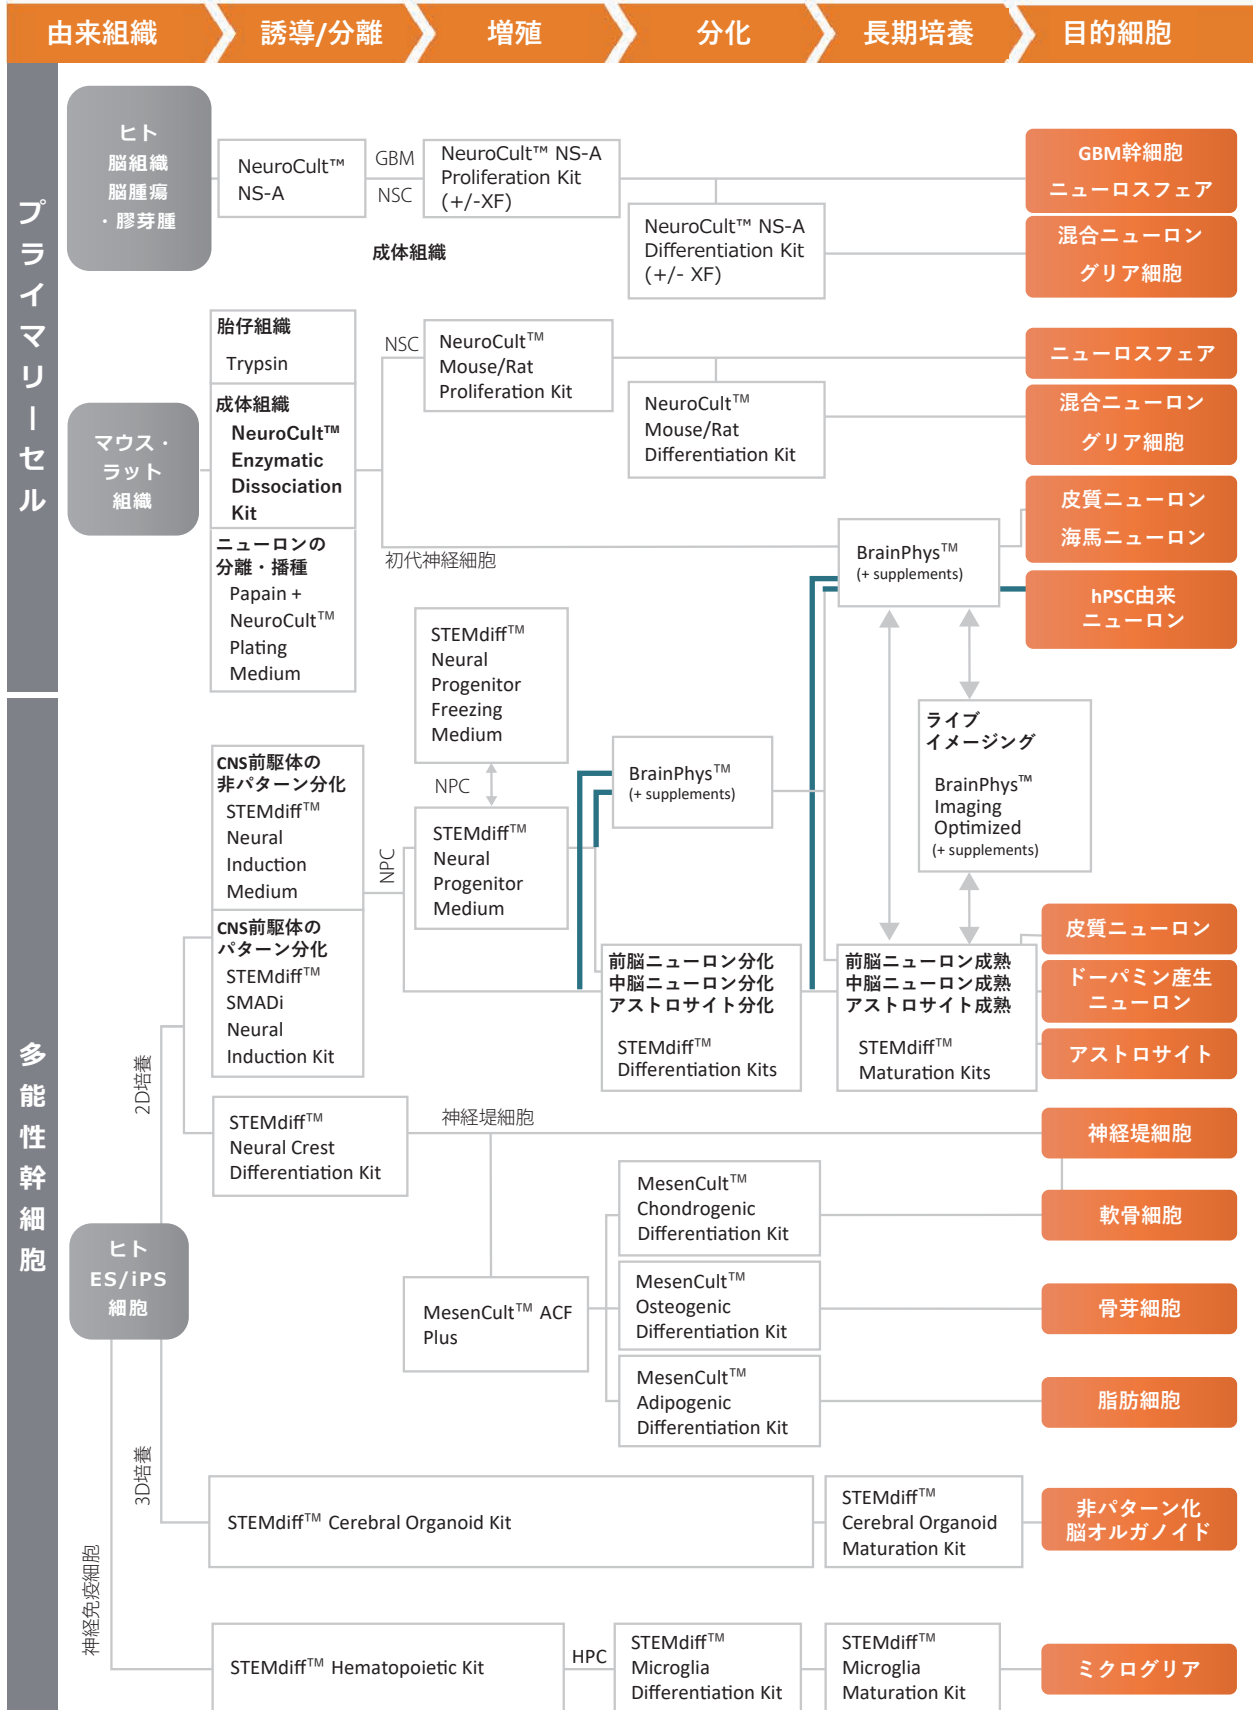 由来組織
誘導/分離
増殖
分化
長期培養
目的細胞
プライマリーセル
ヒト
脳組織
脳腫瘍
・膠芽腫
NeuroCult™
NS-A
GBM
NSC
NeuroCult™ NS-A
Proliferation Kit
(+/-XF)
成体組織
NeuroCult™ NS-A
Differentiation Kit
(+/- XF)
GBM幹細胞
ニューロスフェア
混合ニューロン
グリア細胞
マウス・
ラット
組織
胎仔組織
Trypsin
成体組織
NeuroCult™
Enzymatic
Dissociation
Kit
ニューロンの
分離・播種
Papain +
NeuroCult™
Plating
Medium
NSC
NeuroCult™
Mouse/Rat
Proliferation Kit
NeuroCult™
Mouse/Rat
Differentiation Kit
ニューロスフェア
混合ニューロン
グリア細胞
初代神経細胞
BrainPhys™
(+ supplements)
皮質ニューロン
海馬ニューロン
hPSC由来
ニューロン
多能性幹細胞
ヒト
ES/iPS
細胞
2D培養
3D培養
神経免疫細胞
CNS前駆体の
非パターン分化
STEMdiff™
Neural
Induction
Medium
CNS前駆体の
パターン分化
STEMdiff™
SMADi
Neural
Induction Kit
NPC
STEMdiff™
Neural
Progenitor
Freezing
Medium
NPC
STEMdiff™
Neural
Progenitor
Medium
BrainPhys™
(+ supplements)
ライブ
イメージング
BrainPhys™
Imaging
Optimized
(+ supplements)
前脳ニューロン分化
中脳ニューロン分化
アストロサイト分化
STEMdiff™
Differentiation Kits
前脳ニューロン成熟
中脳ニューロン成熟
アストロサイト成熟
STEMdiff™
Maturation Kits
皮質ニューロン
ドーパミン産生
ニューロン
アストロサイト
STEMdiff™
Neural Crest
Differentiation Kit
神経堤細胞
神経堤細胞
MesenCult™ ACF
Plus
MesenCult™
Chondrogenic
Differentiation Kit
軟骨細胞
MesenCult™
Osteogenic
Differentiation Kit
骨芽細胞
MesenCult™
Adipogenic
Differentiation Kit
脂肪細胞
STEMdiff™ Cerebral Organoid Kit
STEMdiff™
Cerebral Organoid
Maturation Kit
非パターン化
脳オルガノイド
STEMdiff™ Hematopoietic Kit
HPC
STEMdiff™
Microglia
Differentiation Kit
STEMdiff™
Microglia
Maturation Kit
ミクログリア